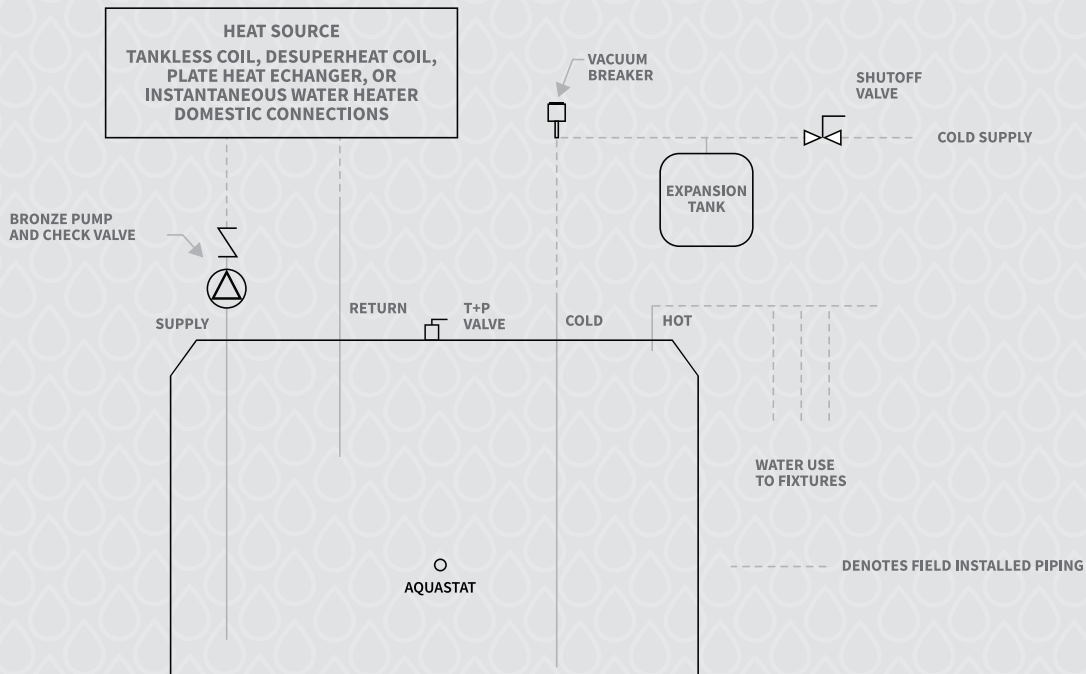 HEAT SOURCE
TANKLESS COIL, DESUPERHEAT COIL,
PLATE HEAT ECHANGER, OR
INSTANTANEOUS WATER HEATER
DOMESTIC CONNECTIONS
VACUUM
BREAKER
SHUTOFF
VALVE
COLD SUPPLY
EXPANSION
TANK
BRONZE PUMP
AND CHECK VALVE
SUPPLY
RETURN
T+P
VALVE
COLD
HOT
WATER USE
TO FIXTURES
AQUASTAT
DENOTES FIELD INSTALLED PIPING